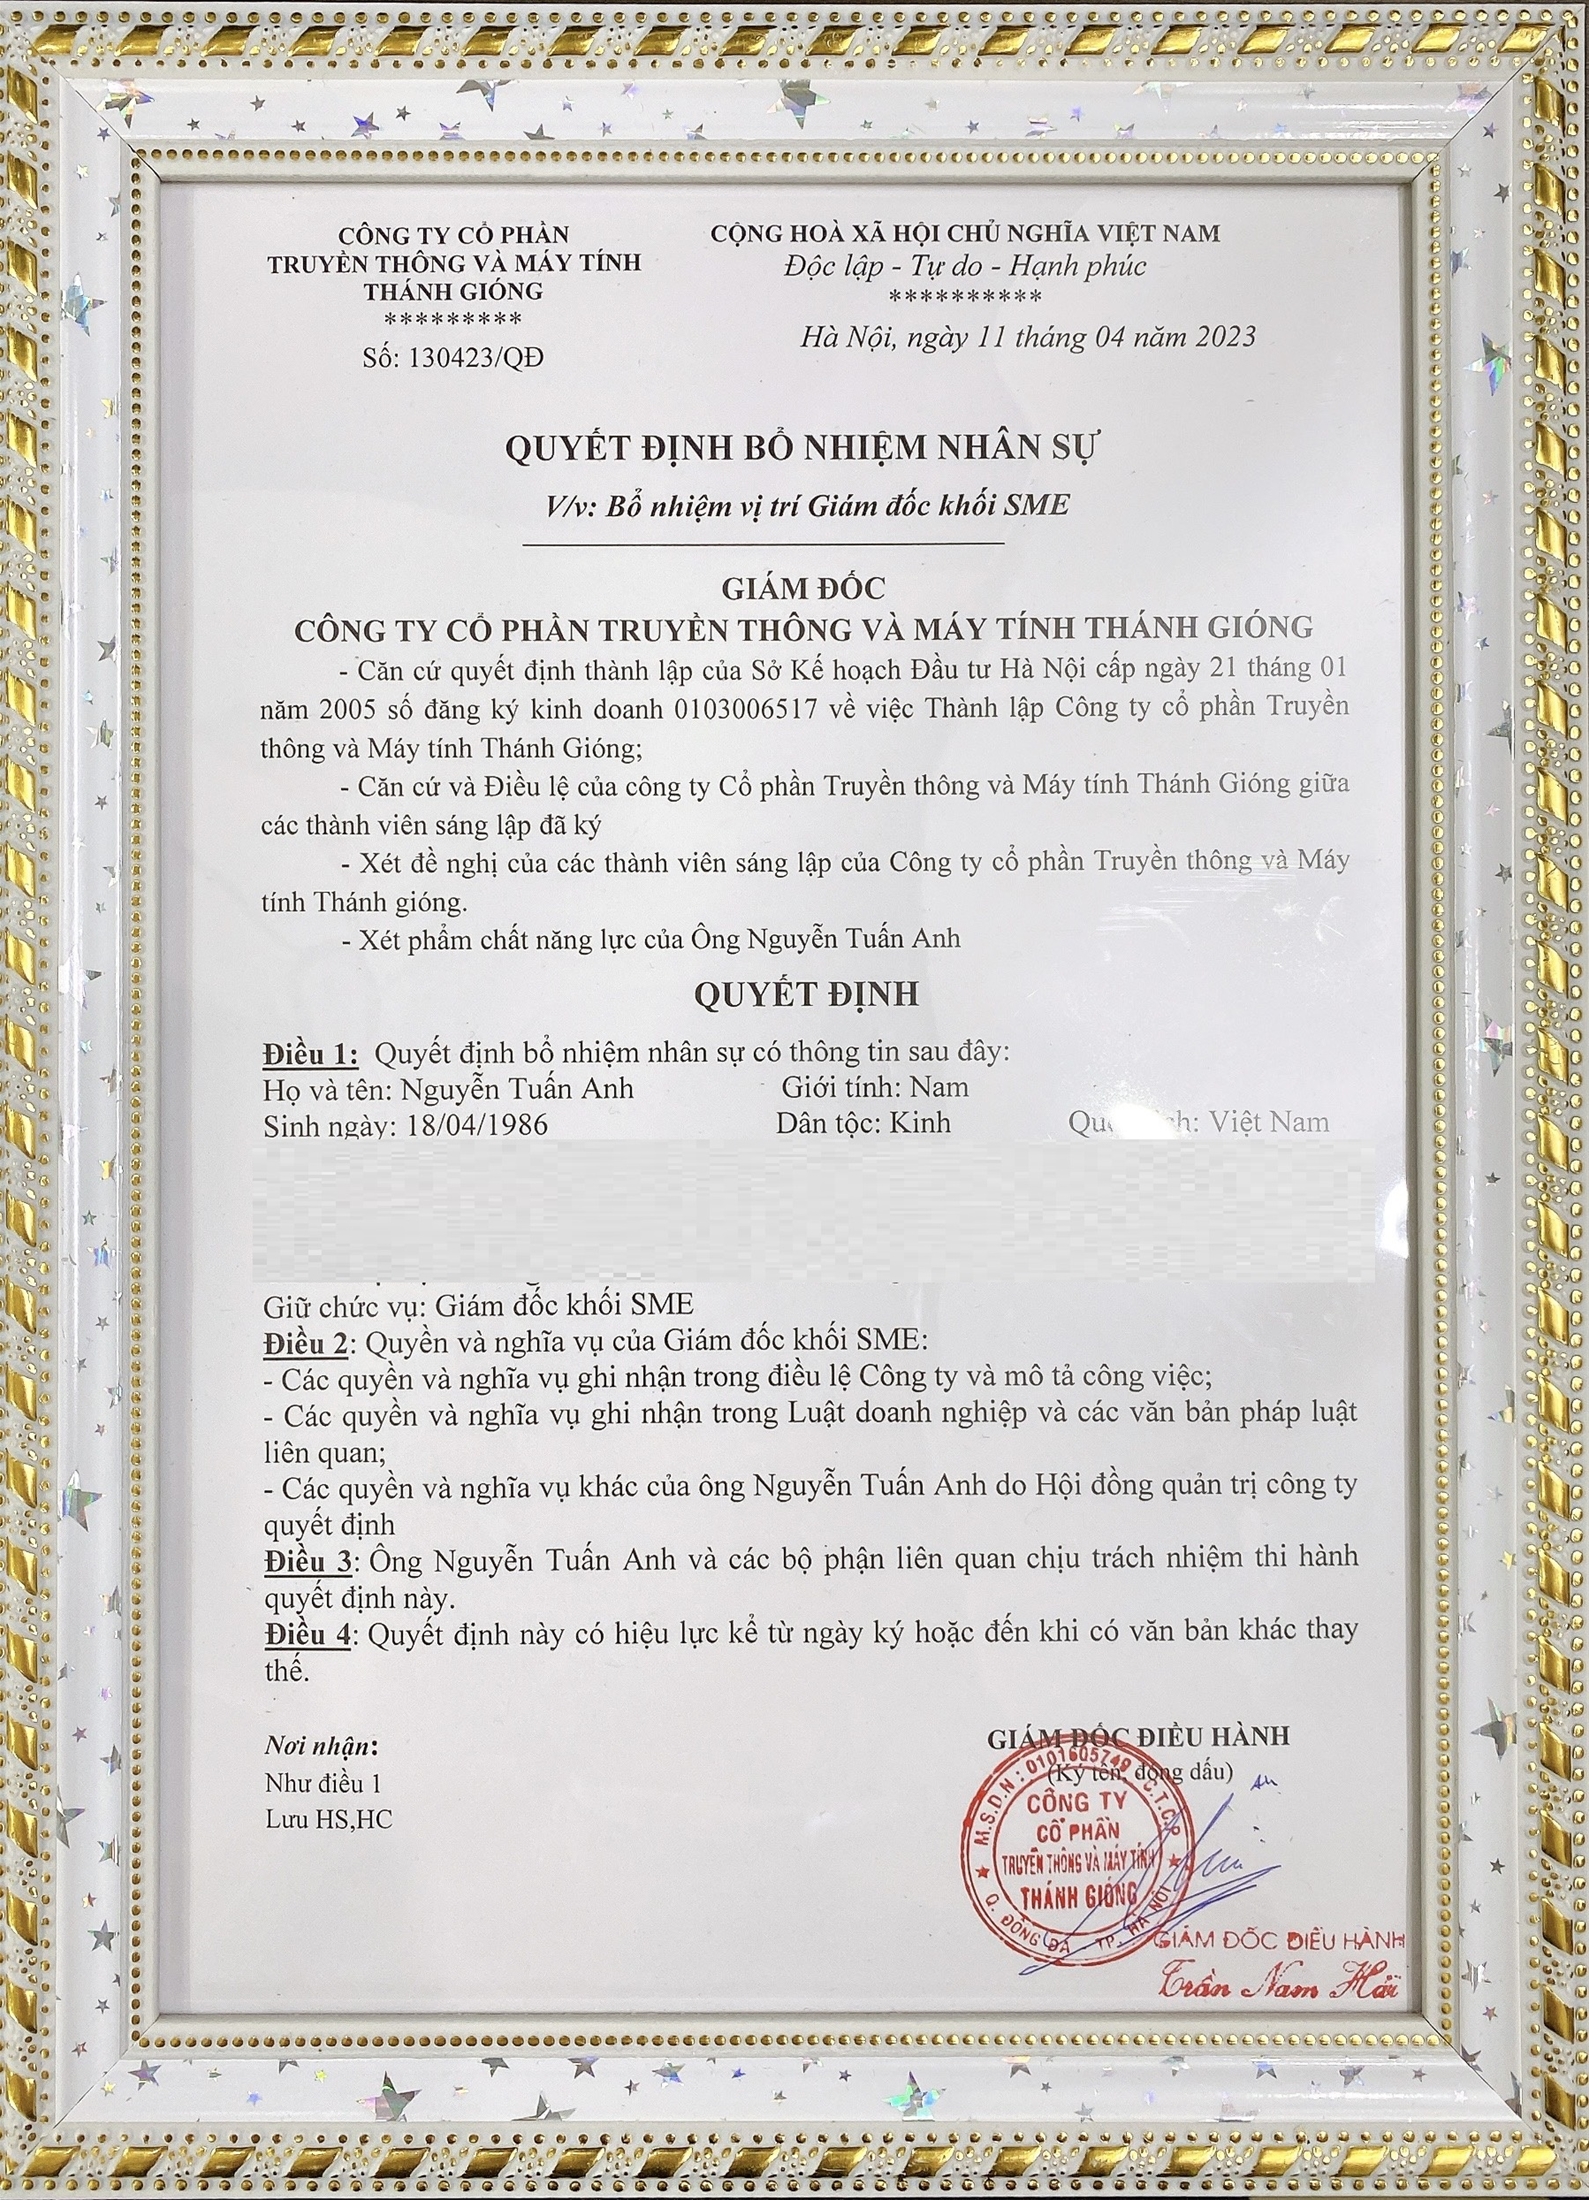 CÔNG TY CỔ PHẦN
TRUYỀN THÔNG VÀ MÁY TÍNH
THÁNH GIÓNG
*********
Số: 130423/QĐ
CỘNG HOÀ XÃ HỘI CHỦ NGHĨA VIỆT NAM
Độc lập - Tự do - Hạnh phúc
**********
Hà Nội, ngày 11 tháng 04 năm 2023
QUYẾT ĐỊNH BỔ NHIỆM NHÂN SỰ
V/v: Bổ nhiệm vị trí Giám đốc khối SME
GIÁM ĐỐC
CÔNG TY CỔ PHẦN TRUYỀN THÔNG VÀ MÁY TÍNH THÁNH GIÓNG
- Căn cứ quyết định thành lập của Sở Kế hoạch Đầu tư Hà Nội cấp ngày 21 tháng 01
năm 2005 số đăng ký kinh doanh 0103006517 về việc Thành lập Công ty cổ phần Truyền
thông và Máy tính Thánh Gióng;
- Căn cứ và Điều lệ của công ty Cổ phần Truyền thông và Máy tính Thánh Gióng giữa
các thành viên sáng lập đã ký
- Xét đề nghị của các thành viên sáng lập của Công ty cổ phần Truyền thông và Máy
tính Thánh gióng.
- Xét phẩm chất năng lực của Ông Nguyễn Tuấn Anh
QUYẾT ĐỊNH
Điều 1: Quyết định bổ nhiệm nhân sự có thông tin sau đây:
Họ và tên: Nguyễn Tuấn Anh Giới tính: Nam
Sinh ngày: 18/04/1986 Dân tộc: Kinh Việt Nam
Giữ chức vụ: Giám đốc khối SME
Điều 2: Quyền và nghĩa vụ của Giám đốc khối SME:
- Các quyền và nghĩa vụ ghi nhận trong điều lệ Công ty và mô tả công việc;
- Các quyền và nghĩa vụ ghi nhận trong Luật doanh nghiệp và các văn bản pháp luật
liên quan;
- Các quyền và nghĩa vụ khác của ông Nguyễn Tuấn Anh do Hội đồng quản trị công ty
quyết định
Điều 3: Ông Nguyễn Tuấn Anh và các bộ phận liên quan chịu trách nhiệm thi hành
quyết định này.
Điều 4: Quyết định này có hiệu lực kể từ ngày ký hoặc đến khi có văn bản khác thay
thế.
Nơi nhận:
Như điều 1
Lưu HS,HC
GIÁM ĐỐC ĐIỀU HÀNH
(Ký tên, đóng dấu)
M.S.D.N: 0101605749 C.T.C.P
CÔNG TY
CỔ PHẦN
TRUYỀN THÔNG VÀ MÁY TÍNH
THÁNH GIÓNG
Q. ĐỐNG ĐA - TP. HÀ NỘI
GIÁM ĐỐC ĐIỀU HÀNH
Trần Nam Hải